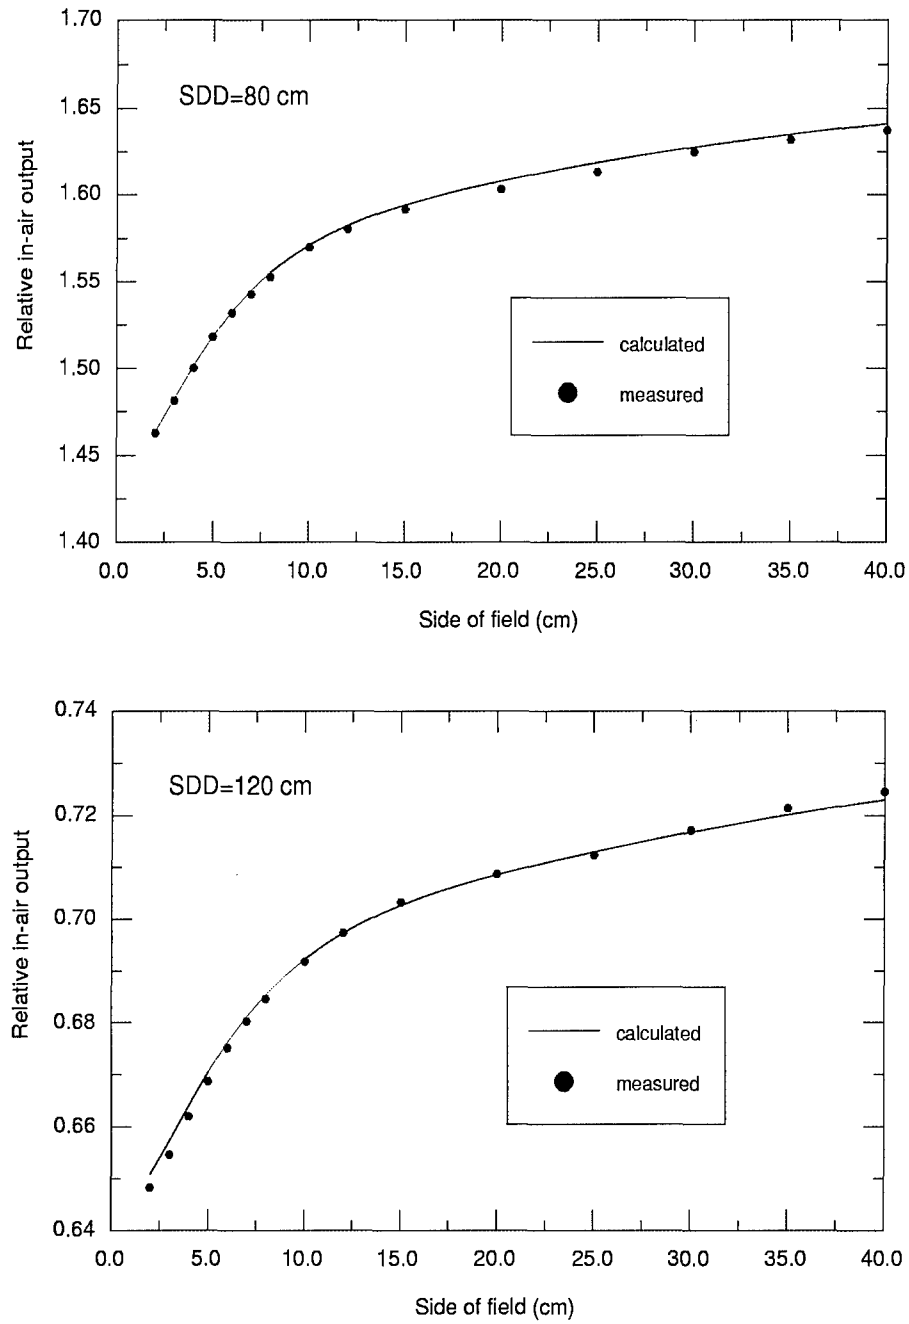 1.70
SDD=80 cm
1.65
1.60
1.55
1.50
1.45
1.40
Relative in-air output
calculated
measured
0.0 5.0 10.0 15.0 20.0 25.0 30.0 35.0 40.0
Side of field (cm)
0.74
SDD=120 cm
0.72
0.70
0.68
0.66
0.64
Relative in-air output
calculated
measured
0.0 5.0 10.0 15.0 20.0 25.0 30.0 35.0 40.0
Side of field (cm)